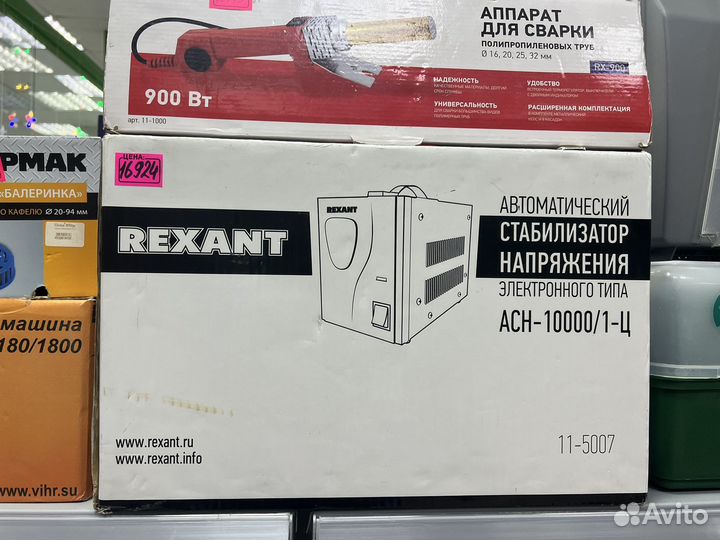 АППАРАТ
ДЛЯ СВАРКИ
ПОЛИПРОПИЛЕНОВЫХ ТРУБ
Ø 16, 20, 25, 32 мм
RX-900
900 Вт
арт. 11-1000
НАДЕЖНОСТЬ
УНИВЕРСАЛЬНОСТЬ
УДОБСТВО
РАСШИРЕННАЯ КОМПЛЕКТАЦИЯ
РМАК
«БАЛЕРИНКА»
О КАФЕЛЮ Ø 20-94 мм
машина
180/1800
www.vihr.su
ЦЕНА:
16924
REXANT
REXANT
АВТОМАТИЧЕСКИЙ
СТАБИЛИЗАТОР
НАПРЯЖЕНИЯ
ЭЛЕКТРОННОГО ТИПА
АСН-10000/1-Ц
www.rexant.ru
www.rexant.info
11-5007
Avito